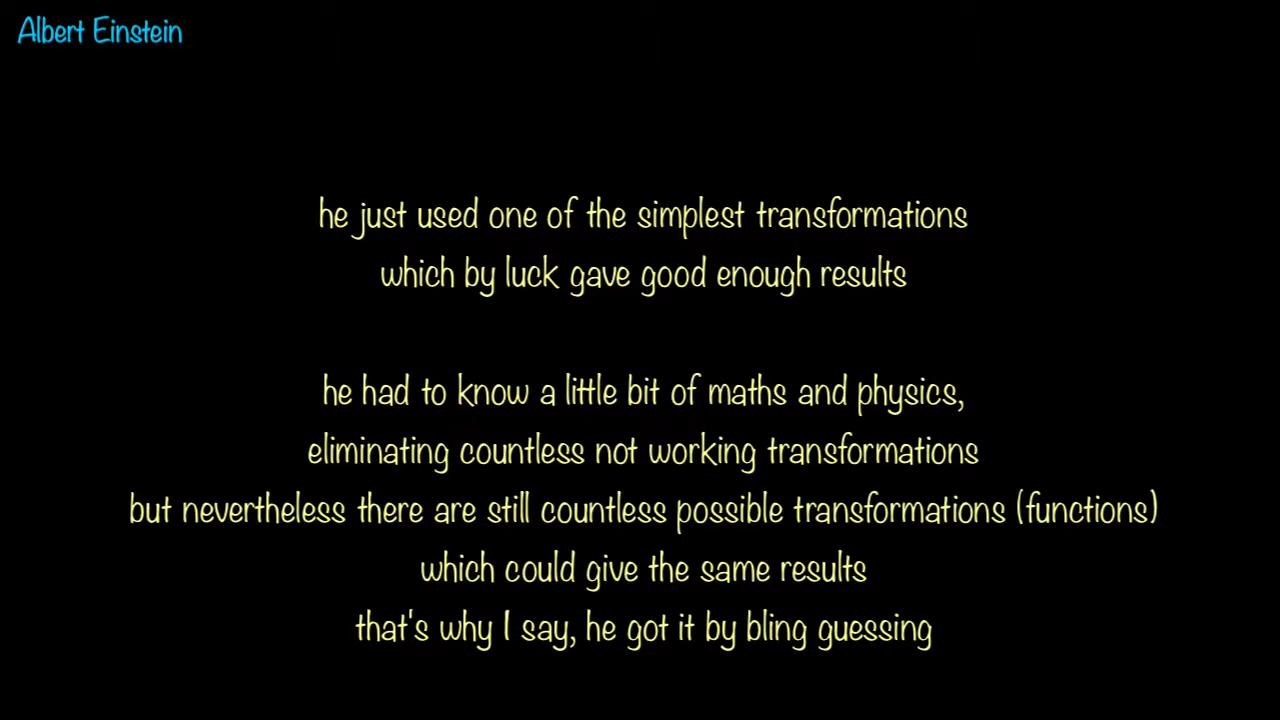 Albert Einstein
he just used one of the simplest transformations
which by luck gave good enough results
he had to know a little bit of maths and physics,
eliminating countless not working transformations
but nevertheless there are still countless possible transformations (functions)
which could give the same results
that's why I say, he got it by bling guessing